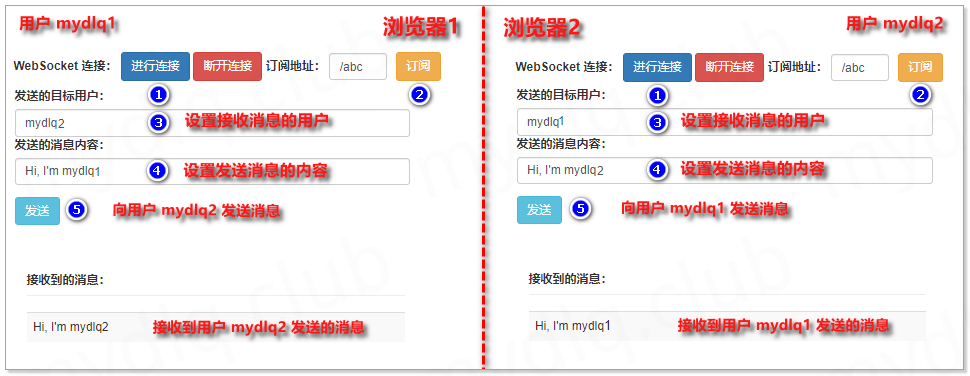 用户 mydlq1
浏览器1
WebSocket 连接： 进行连接 断开连接 订阅地址： /abc 订阅
发送的目标用户： 1 2
mydlq2 3 设置接收消息的用户
发送的消息内容：
Hi, I'm mydlq1 4 设置发送消息的内容
发送 5 向用户 mydlq2 发送消息
接收到的消息：
Hi, I'm mydlq2 接收到用户 mydlq2 发送的消息
浏览器2
用户 mydlq2
WebSocket 连接： 进行连接 断开连接 订阅地址： /abc 订阅
发送的目标用户： 1 2
mydlq1 3 设置接收消息的用户
发送的消息内容：
Hi, I'm mydlq2 4 设置发送消息的内容
发送 5 向用户 mydlq1 发送消息
接收到的消息：
Hi, I'm mydlq1 接收到用户 mydlq1 发送的消息